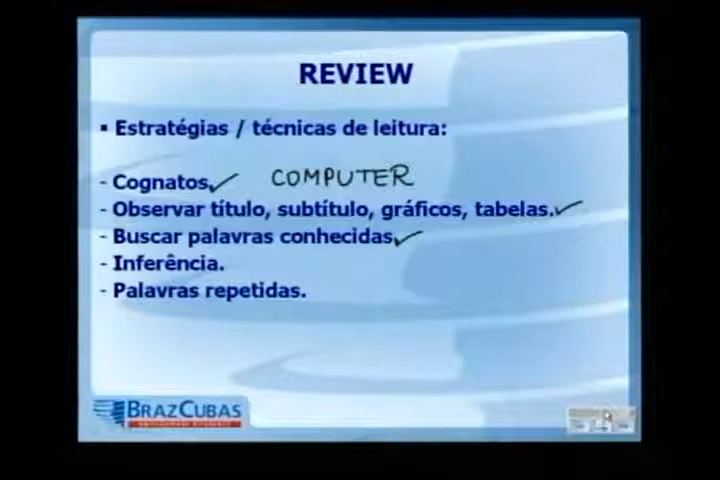 REVIEW
▪ Estratégias / técnicas de leitura:
- Cognatos. COMPUTER
- Observar título, subtítulo, gráficos, tabelas.
- Buscar palavras conhecidas.
- Inferência.
- Palavras repetidas.
BRAZCUBAS